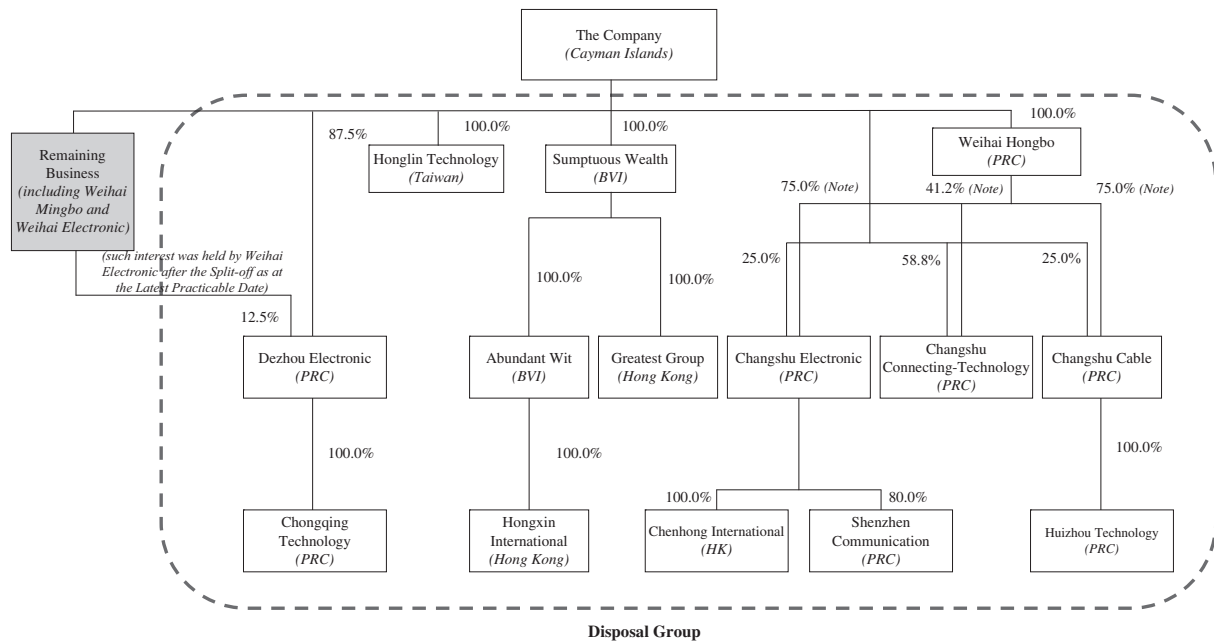 The Company
(Cayman Islands)
Remaining
Business
(including Weihai
Mingbo and
Weihai Electronic)
87.5%
100.0%
Honglin Technology
(Taiwan)
100.0%
Sumptuous Wealth
(BVI)
100.0%
Weihai Hongbo
(PRC)
75.0% (Note)
41.2% (Note)
75.0% (Note)
(such interest was held by Weihai
Electronic after the Split-off as at
the Latest Practicable Date)
12.5%
100.0%
100.0%
25.0%
58.8%
25.0%
Dezhou Electronic
(PRC)
Abundant Wit
(BVI)
Greatest Group
(Hong Kong)
Changshu Electronic
(PRC)
Changshu
Connecting-Technology
(PRC)
Changshu Cable
(PRC)
100.0%
100.0%
100.0%
100.0%
80.0%
Chongqing
Technology
(PRC)
Hongxin
International
(Hong Kong)
Chenhong International
(HK)
Shenzhen
Communication
(PRC)
Huizhou Technology
(PRC)
Disposal Group